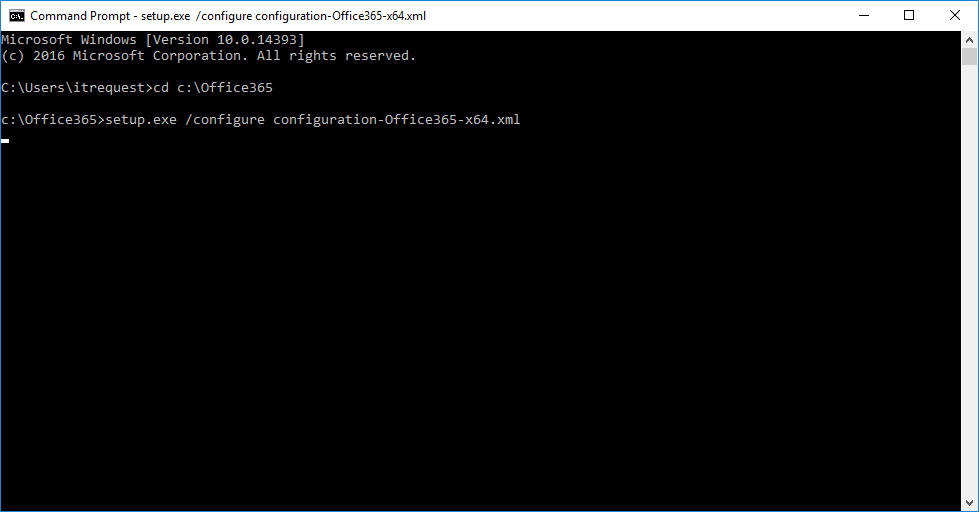 Command Prompt - setup.exe  /configure configuration-Office365-x64.xml
Microsoft Windows [Version 10.0.14393]
(c) 2016 Microsoft Corporation. All rights reserved.
C:\Users\itrequest>cd c:\Office365
c:\Office365>setup.exe /configure configuration-Office365-x64.xml